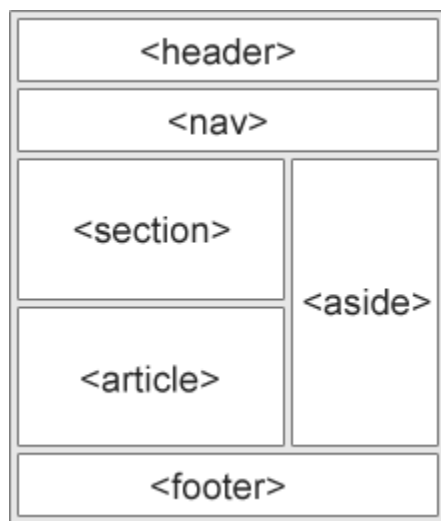 <header>
<nav>
<section>
<aside>
<article>
<footer>